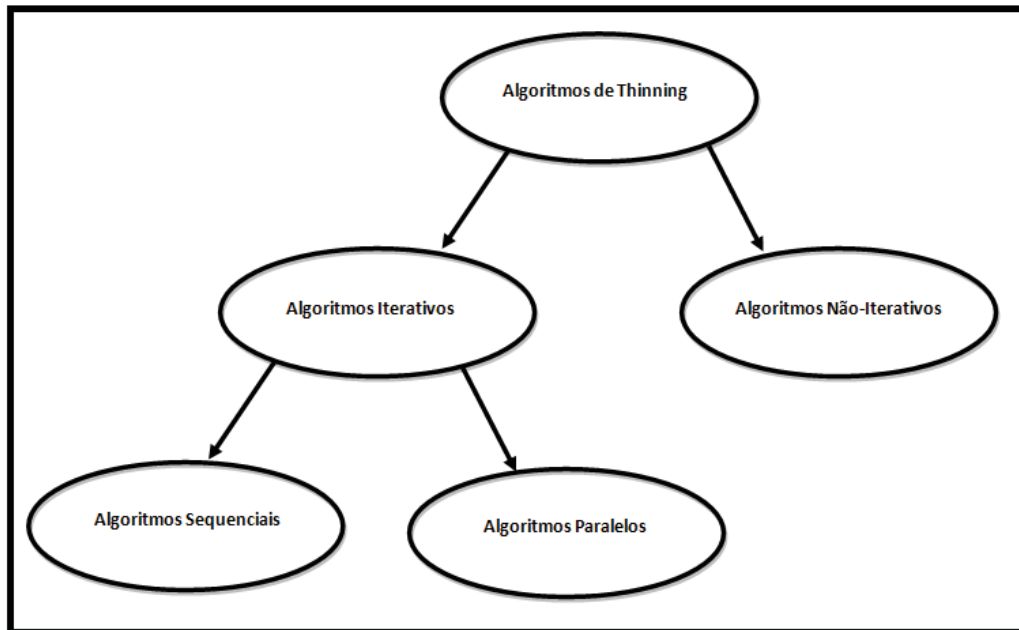 Algoritmos de Thinning
Algoritmos Iterativos
Algoritmos Não-Iterativos
Algoritmos Sequenciais
Algoritmos Paralelos